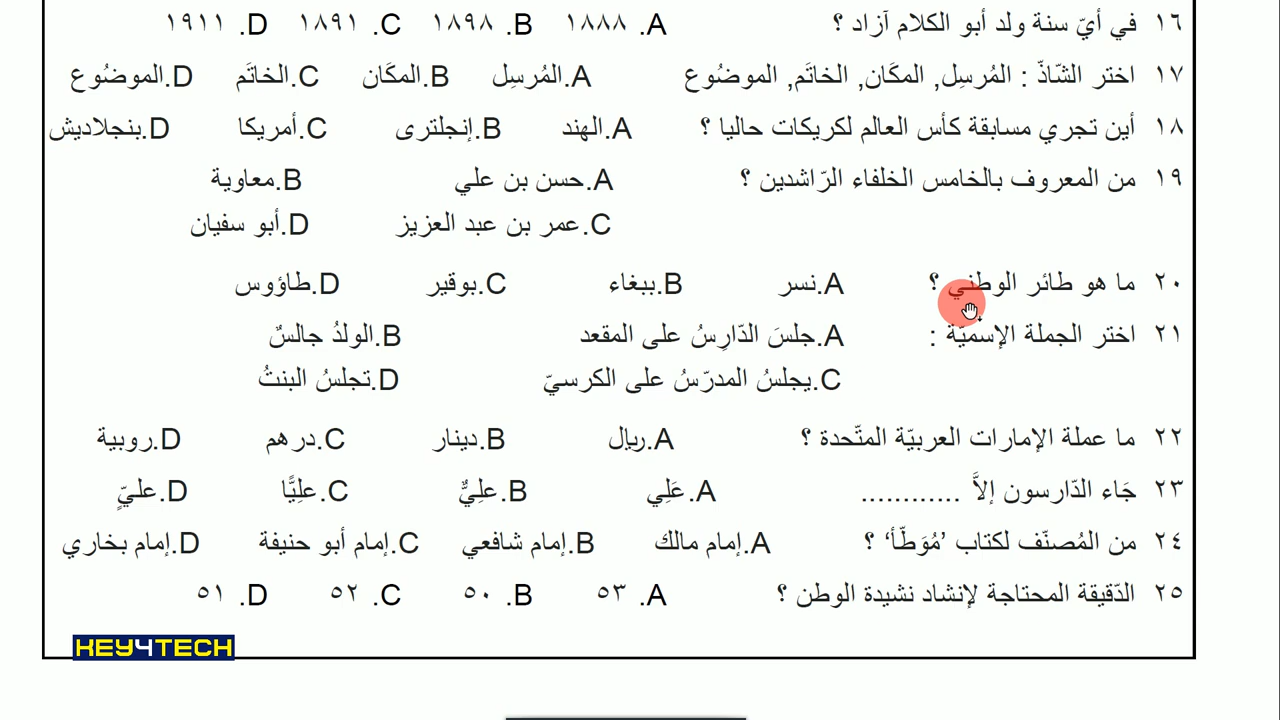 ١٦ في أيّ سنة ولد أبو الكلام آزاد ؟ A. ١٨٨٨ B. ١٨٩٨ C. ١٨٩١ D. ١٩١١
١٧ اختر الشّاذّ : المُرسِل, المكَان, الخاتَم, الموضُوع A.المُرسِل B.المكَان C.الخاتَم D.الموضُوع
١٨ أين تجري مسابقة كأس العالم لكريكات حاليا ؟ A.الهند B.إنجلترى C.أمريكا D.بنجلاديش
١٩ من المعروف بالخامس الخلفاء الرّاشدين ؟ A.حسن بن علي B.معاوية
C.عمر بن عبد العزيز D.أبو سفيان
٢٠ ما هو طائر الوطني ؟ A.نسر B.ببغاء C.بوقير D.طاؤوس
٢١ اختر الجملة الإسميّة : A.جلسَ الدّارِسُ على المقعد B.الولدُ جالسٌ
C.يجلسُ المدرّسُ على الكرسيّ D.تجلسُ البنتُ
٢٢ ما عملة الإمارات العربيّة المتّحدة ؟ A.ريال B.دينار C.درهم D.روبية
٢٣ جَاء الدّارسون إلاَّ ............ A.عَلِي B.علِيٌّ C.علِيًّا D.عليّ
٢٤ من المُصنّف لكتاب ’مُوَطّأ‘ ؟ A.إمام مالك B.إمام شافعي C.إمام أبو حنيفة D.إمام بخاري
٢٥ الدّقيقة المحتاجة لإنشاد نشيدة الوطن ؟ A. ٥٣ B. ٥٠ C. ٥٢ D. ٥١
KEY4TECH